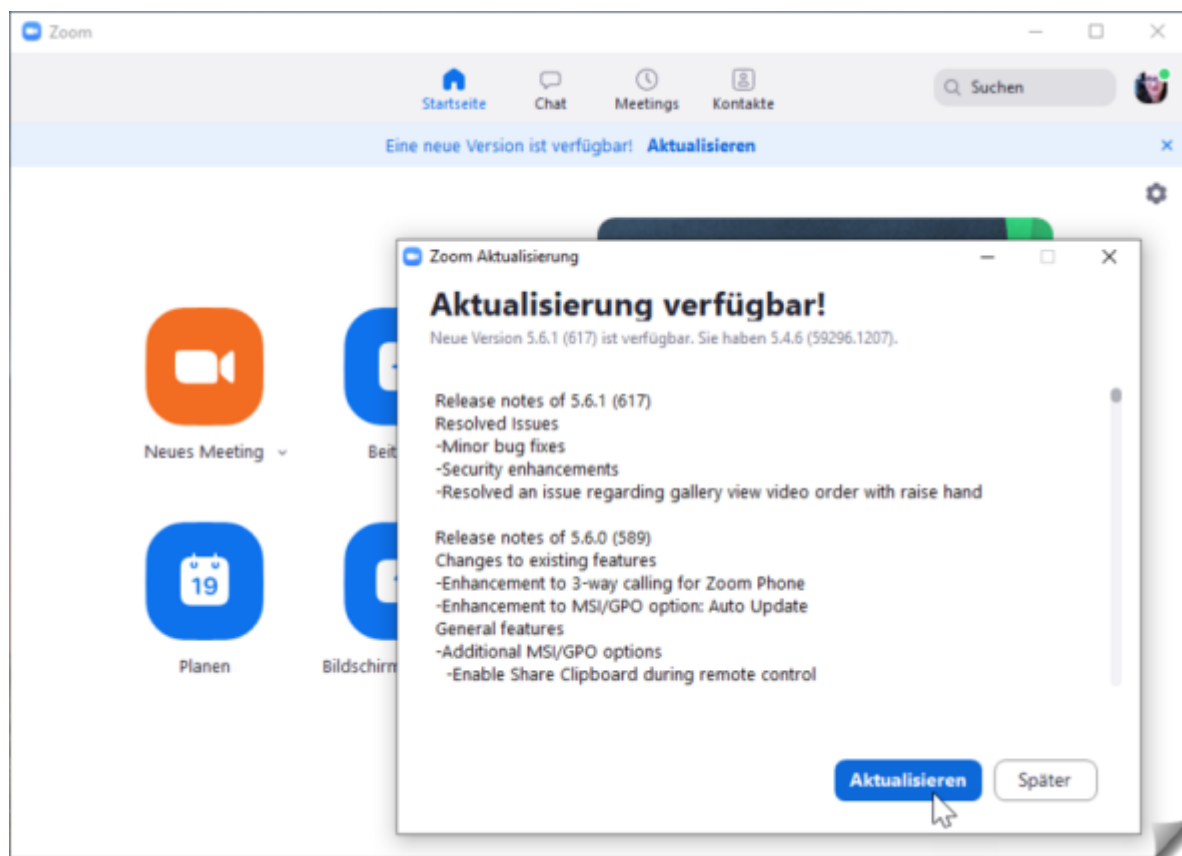 Zoom
Startseite
Chat
Meetings
Kontakte
Suchen
Eine neue Version ist verfügbar! Aktualisieren
Zoom Aktualisierung
Aktualisierung verfügbar!
Neue Version 5.6.1 (617) ist verfügbar. Sie haben 5.4.6 (59296.1207).
Release notes of 5.6.1 (617)
Resolved Issues
-Minor bug fixes
-Security enhancements
-Resolved an issue regarding gallery view video order with raise hand
Release notes of 5.6.0 (589)
Changes to existing features
-Enhancement to 3-way calling for Zoom Phone
-Enhancement to MSI/GPO option: Auto Update
General features
-Additional MSI/GPO options
-Enable Share Clipboard during remote control
Aktualisieren
Später
Neues Meeting
Beit
19
Planen
Bildschirm